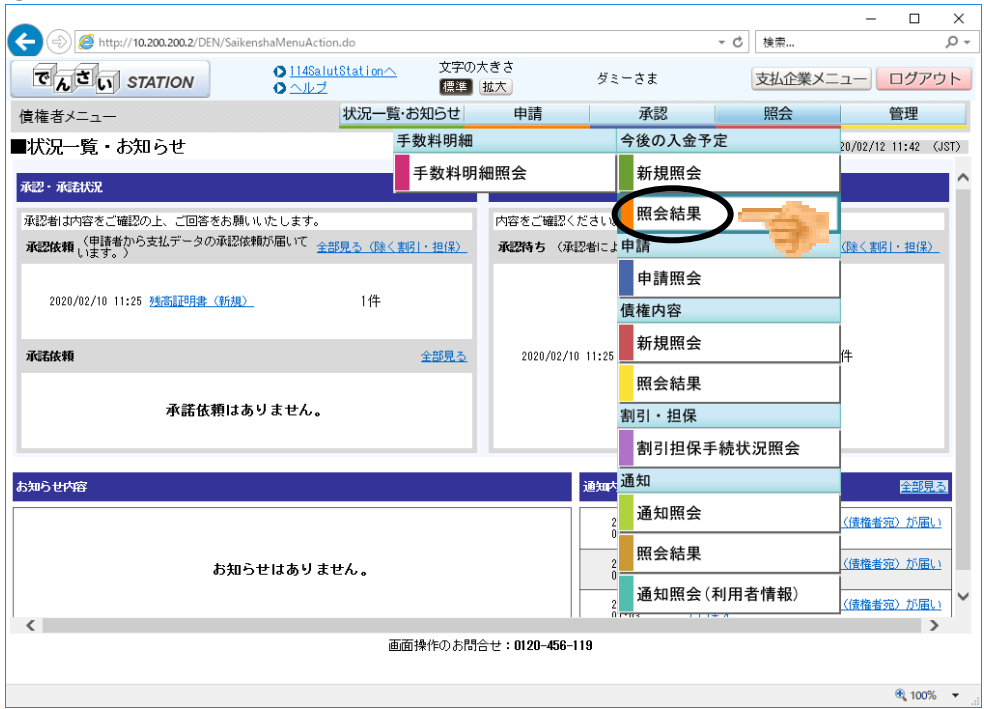 http://10.200.200.2/DEN/SaikenshaMenuAction.do
検索...
でんさい STATION
114SalutStationへ
ヘルプ
文字の大きさ
標準 拡大
ダミーさま
支払企業メニュー ログアウト
債権者メニュー
状況一覧・お知らせ 申請 承認 照会 管理
■状況一覧・お知らせ
20/02/12 11:42 (JST)
手数料明細
手数料明細照会
今後の入金予定
新規照会
照会結果
申請
申請照会
債権内容
新規照会
照会結果
割引・担保
割引担保手続状況照会
通知
通知照会
照会結果
通知照会(利用者情報)
承認・承諾状況
承認者は内容をご確認の上、ご回答をお願いいたします。
承認依頼 (申請者から支払データの承認依頼が届いています。) 全部見る(除く割引・担保)
2020/02/10 11:25 残高証明書(新規) 1件
承諾依頼 全部見る
承諾依頼はありません。
内容をご確認ください
承認待ち (承認者によ
(除く割引・担保)
2020/02/10 11:25
件
お知らせ内容
お知らせはありません。
通知内
全部見る
(債権者宛)が届い
(債権者宛)が届い
(債権者宛)が届い
画面操作のお問合せ:0120-456-119
100%